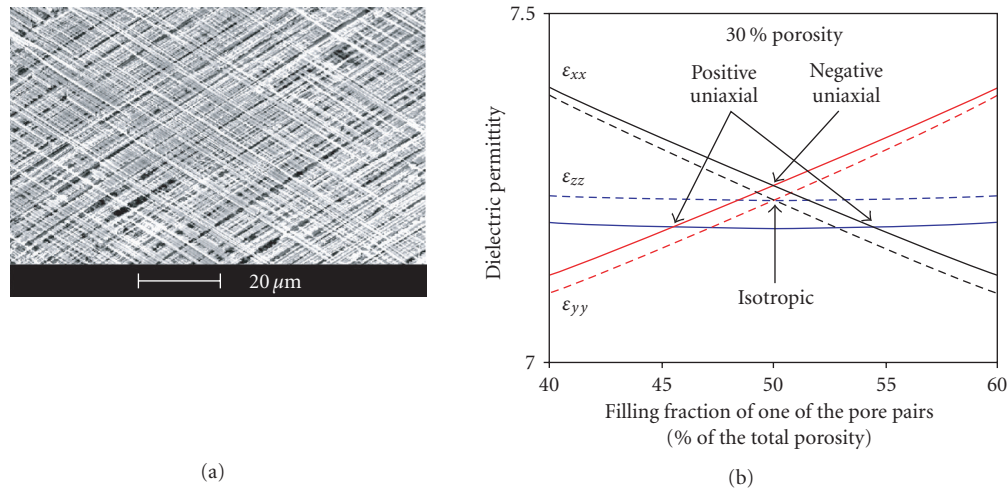 20 μm
(a)
7.5
30 % porosity
εxx
Positive
uniaxial
Negative
uniaxial
εzz
Dielectric permittity
Isotropic
εyy
7
40
45
50
55
60
Filling fraction of one of the pore pairs
(% of the total porosity)
(b)